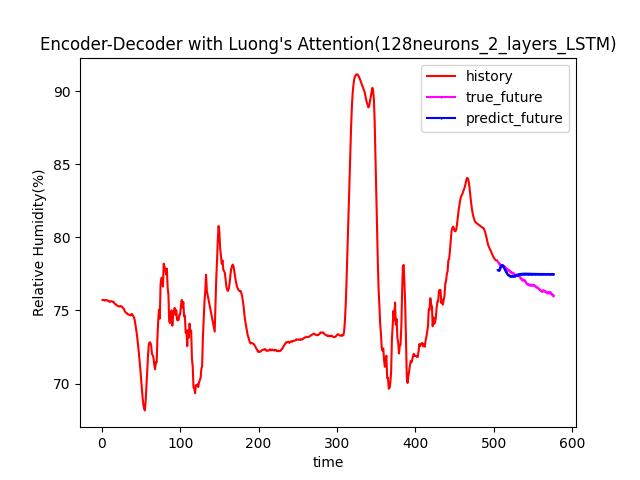 Encoder-Decoder with Luong's Attention(128neurons_2_layers_LSTM)
history
true_future
predict_future
Relative Humidity(%)
90
85
80
75
70
0 100 200 300 400 500 600
time